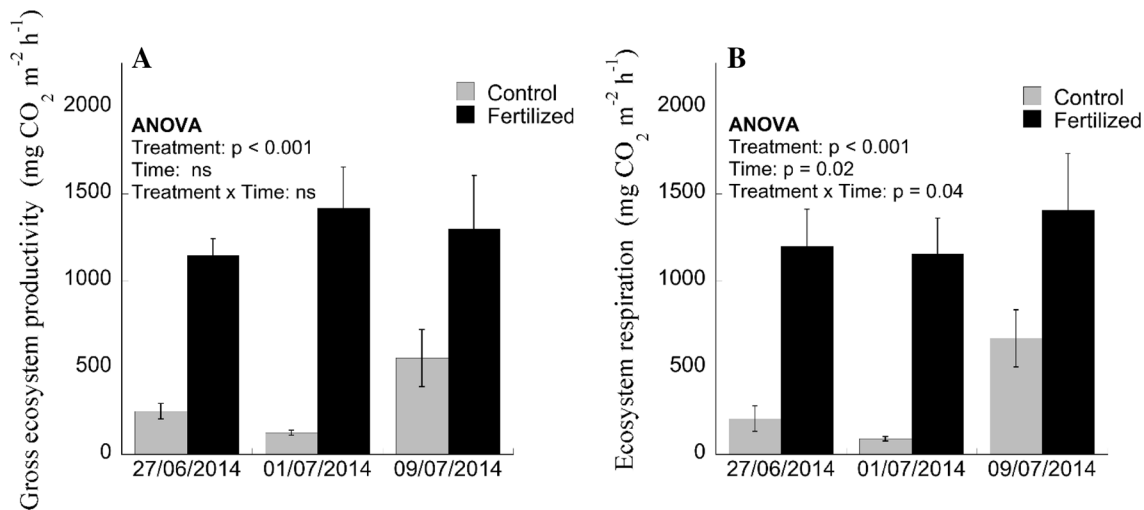 A
Gross ecosystem productivity (mg CO2 m-2 h-1)
2000
1500
1000
500
0
Control
Fertilized
ANOVA
Treatment: p < 0.001
Time: ns
Treatment x Time: ns
27/06/2014 01/07/2014 09/07/2014
B
Ecosystem respiration (mg CO2 m-2 h-1)
2000
1500
1000
500
0
Control
Fertilized
ANOVA
Treatment: p < 0.001
Time: p = 0.02
Treatment x Time: p = 0.04
27/06/2014 01/07/2014 09/07/2014